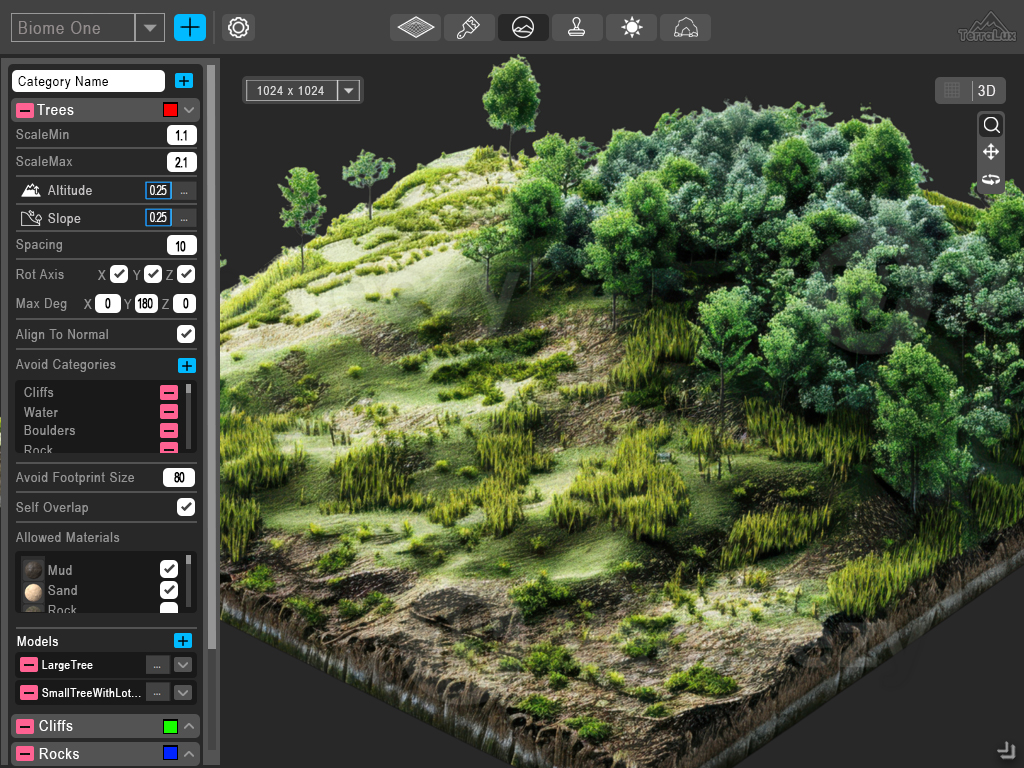 Biome One
TerraLux
Category Name
1024 x 1024
3D
Trees
ScaleMin 1.1
ScaleMax 2.1
Altitude 0.25 ...
Slope 0.25 ...
Spacing 10
Rot Axis X Y Z
Max Deg X 0 Y 180 Z 0
Align To Normal
Avoid Categories
Cliffs
Water
Boulders
Rock
Avoid Footprint Size 80
Self Overlap
Allowed Materials
Mud
Sand
Rock
Models
LargeTree ...
SmallTreeWithLot... ...
Cliffs
Rocks